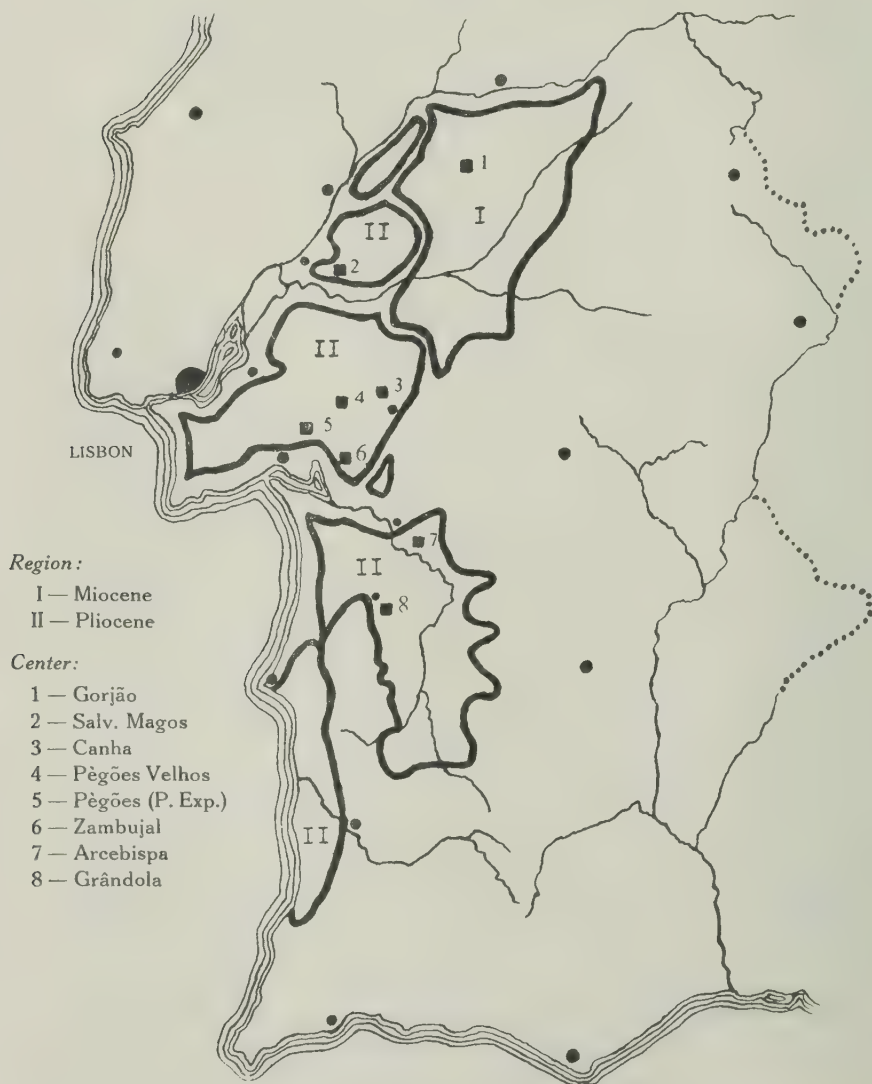 1
I
II
2
II
3
4
5
6
LISBON
7
II
8
II
Region :
I — Miocene
II — Pliocene
Center:
1 — Gorjão
2 — Salv. Magos
3 — Canha
4 — Pègões Velhos
5 — Pègões (P. Exp.)
6 — Zambujal
7 — Arcebispa
8 — Grândola